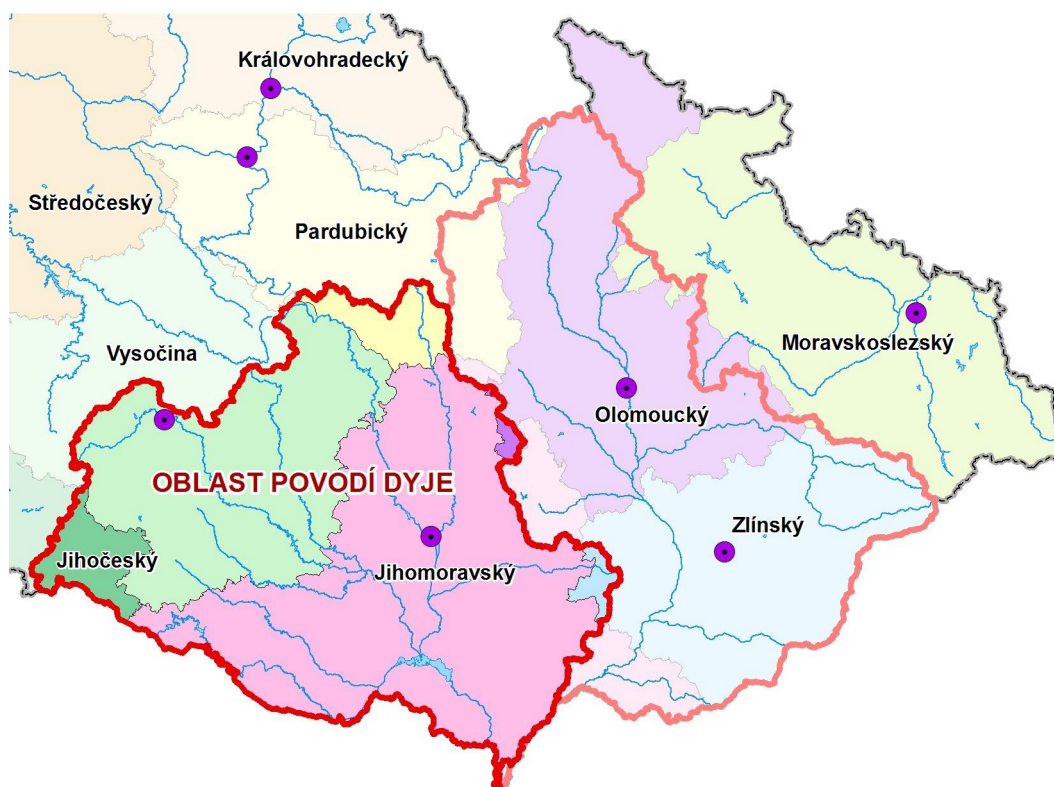 Královohradecký
Středočeský
Pardubický
Vysočina
Moravskoslezský
Olomoucký
OBLAST POVODÍ DYJE
Zlínský
Jihočeský
Jihomoravský